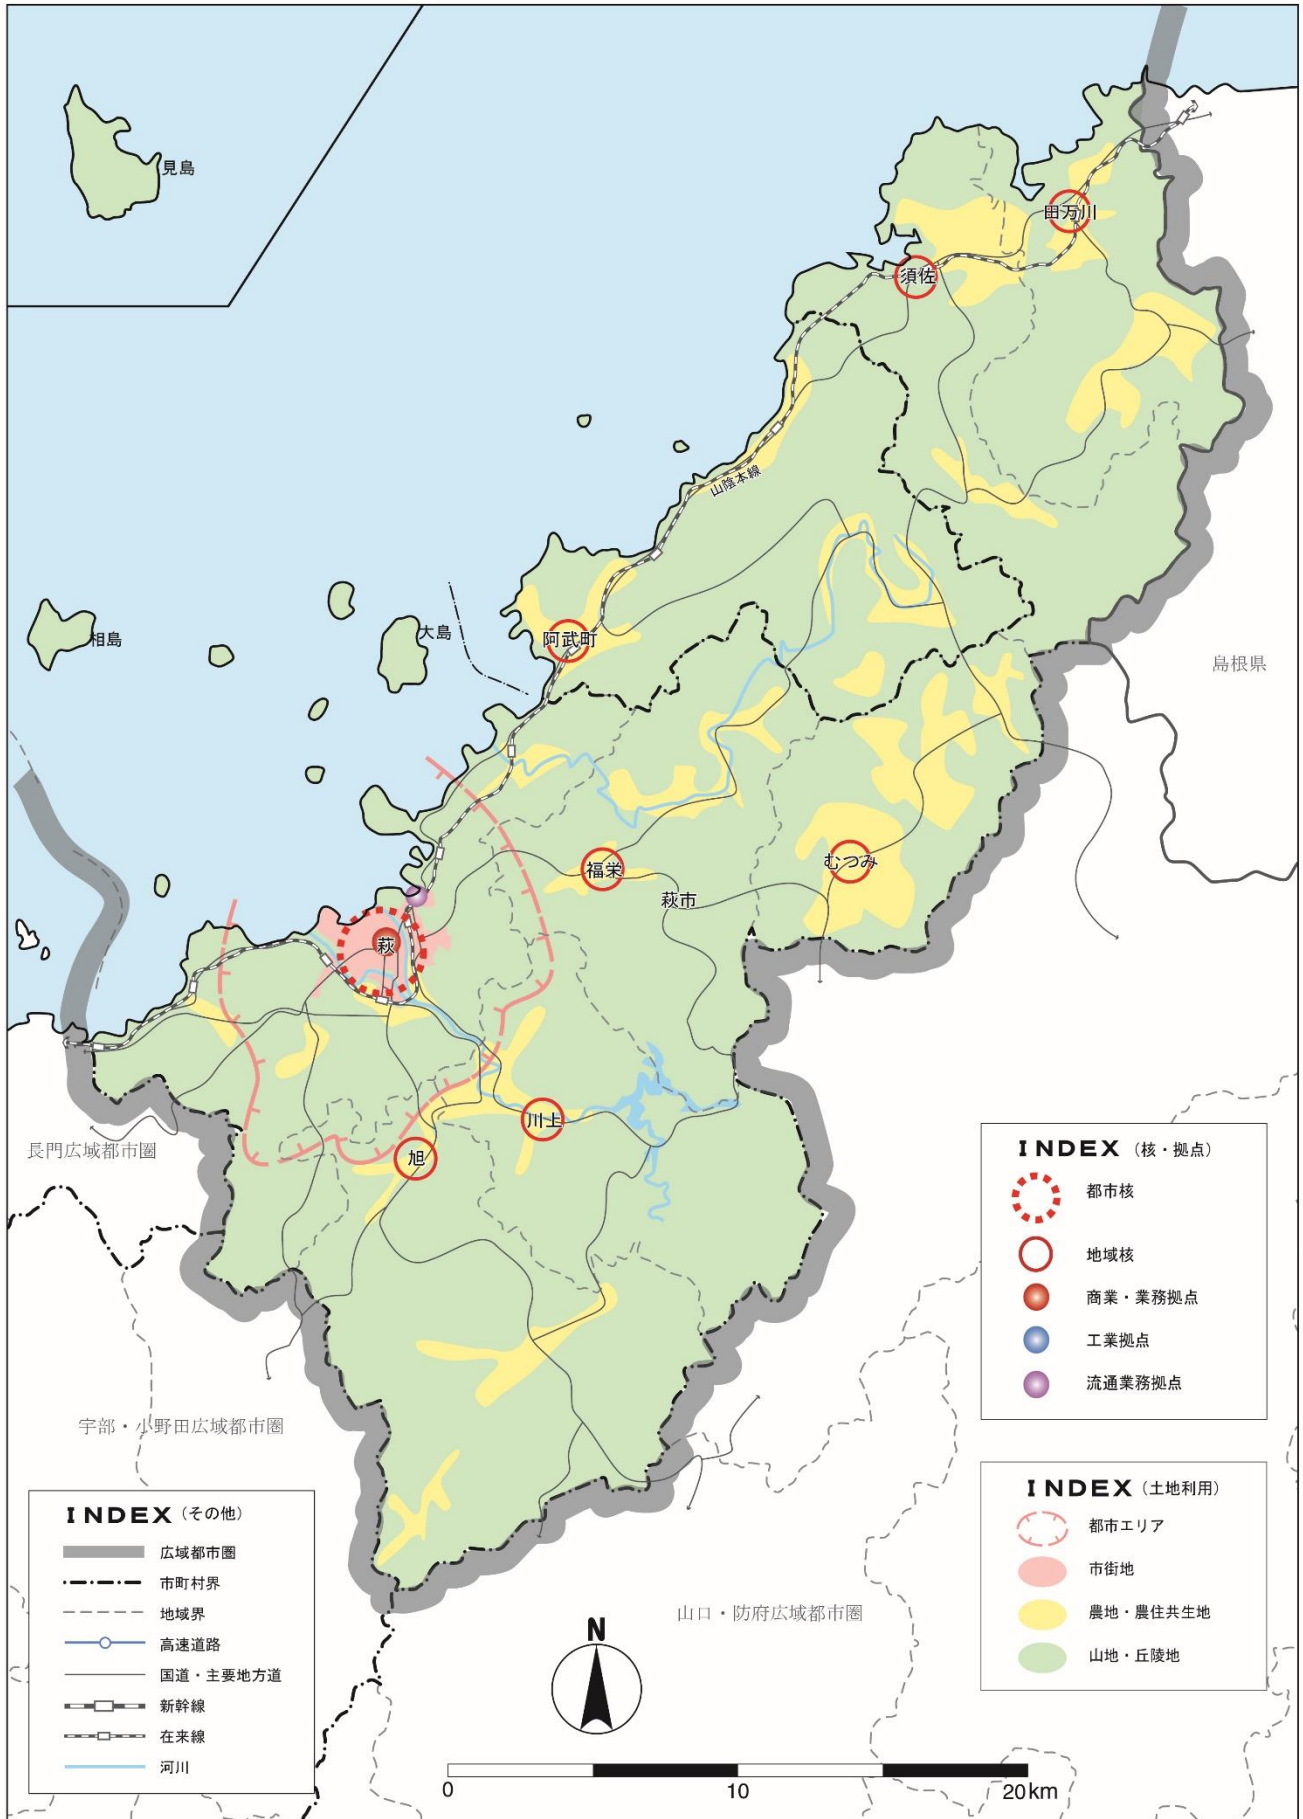 見島
田万川
須佐
山陰本線
相島
大島
阿武町
島根県
福栄
むつみ
萩市
萩
川上
旭
長門広域都市圏
宇部・小野田広域都市圏
山口・防府広域都市圏
INDEX（核・拠点）
都市核
地域核
商業・業務拠点
工業拠点
流通業務拠点
INDEX（土地利用）
都市エリア
市街地
農地・農住共生地
山地・丘陵地
INDEX（その他）
広域都市圏
市町村界
地域界
高速道路
国道・主要地方道
新幹線
在来線
河川
N
0 10 20km